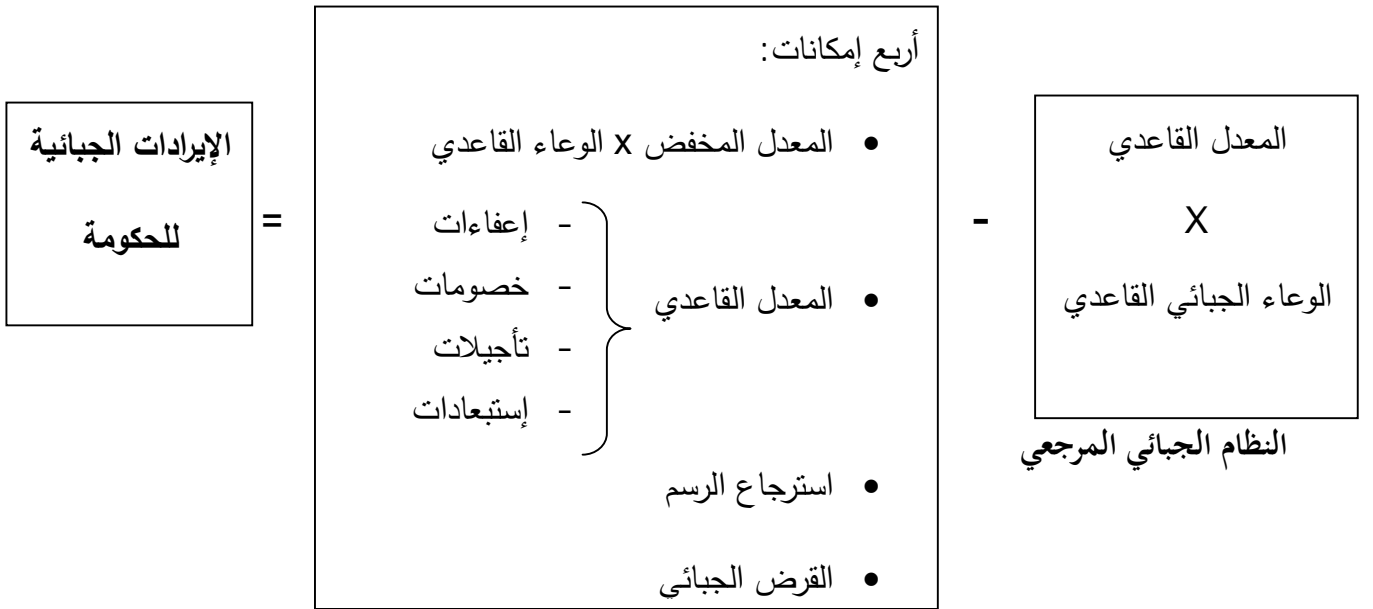 المعدل القاعدي
X
الوعاء الجبائي القاعدي
النظام الجبائي المرجعي
-
أربع إمكانات:
• المعدل المخفض x الوعاء القاعدي
• المعدل القاعدي
- إعفاءات
- خصومات
- تأجيلات
- إستبعادات
• استرجاع الرسم
• القرض الجبائي
=
الإيرادات الجبائية
للحكومة